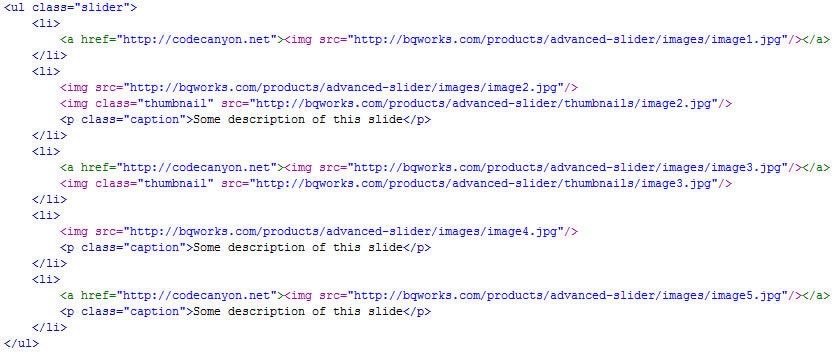 <ul class="slider">
    <li>
        <a href="http://codecanyon.net"><img src="http://bqworks.com/products/advanced-slider/images/image1.jpg"/></a>
    </li>
    <li>
        <img src="http://bqworks.com/products/advanced-slider/images/image2.jpg"/>
        <img class="thumbnail" src="http://bqworks.com/products/advanced-slider/thumbnails/image2.jpg"/>
        <p class="caption">Some description of this slide</p>
    </li>
    <li>
        <a href="http://codecanyon.net"><img src="http://bqworks.com/products/advanced-slider/images/image3.jpg"/></a>
        <img class="thumbnail" src="http://bqworks.com/products/advanced-slider/thumbnails/image3.jpg"/>
    </li>
    <li>
        <img src="http://bqworks.com/products/advanced-slider/images/image4.jpg"/>
        <p class="caption">Some description of this slide</p>
    </li>
    <li>
        <a href="http://codecanyon.net"><img src="http://bqworks.com/products/advanced-slider/images/image5.jpg"/></a>
        <p class="caption">Some description of this slide</p>
    </li>
</ul>